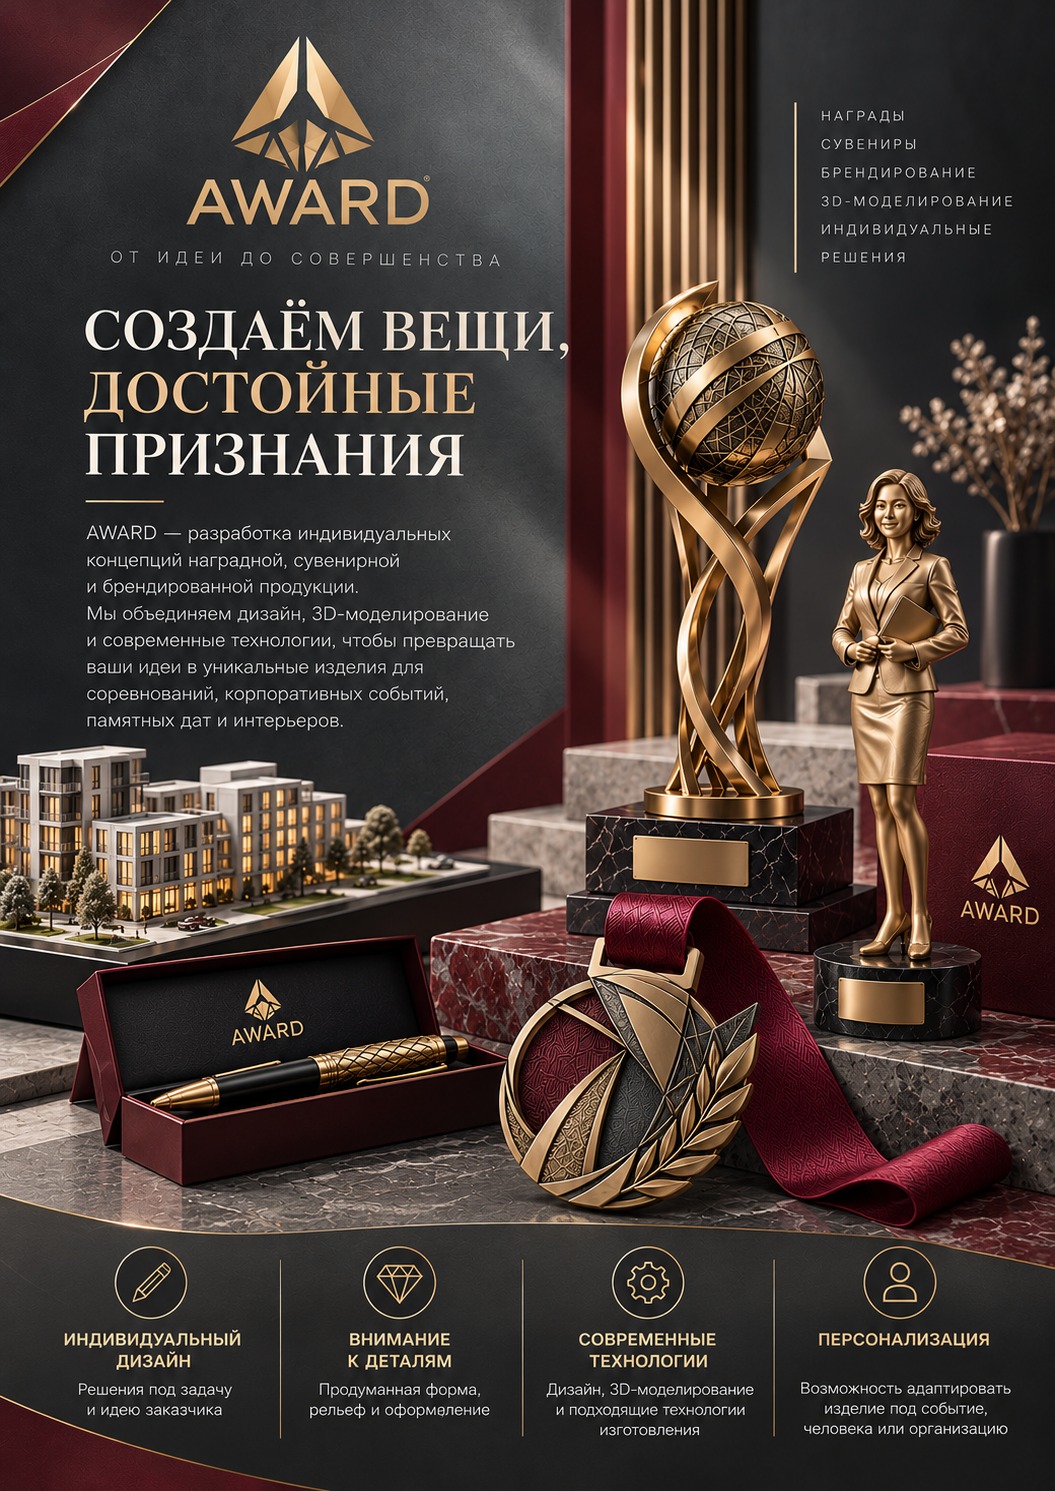 AWARD®
ОТ ИДЕИ ДО СОВЕРШЕНСТВА
СОЗДАЁМ ВЕЩИ,
ДОСТОЙНЫЕ
ПРИЗНАНИЯ
AWARD — разработка индивидуальных
концепций наградной, сувенирной
и брендированной продукции.
Мы объединяем дизайн, 3D-моделирование
и современные технологии, чтобы превращать
ваши идеи в уникальные изделия для
соревнований, корпоративных событий,
памятных дат и интерьеров.
НАГРАДЫ
СУВЕНИРЫ
БРЕНДИРОВАНИЕ
3D-МОДЕЛИРОВАНИЕ
ИНДИВИДУАЛЬНЫЕ
РЕШЕНИЯ
AWARD
AWARD
ИНДИВИДУАЛЬНЫЙ
ДИЗАЙН
Решения под задачу
и идею заказчика
ВНИМАНИЕ
К ДЕТАЛЯМ
Продуманная форма,
рельеф и оформление
СОВРЕМЕННЫЕ
ТЕХНОЛОГИИ
Дизайн, 3D-моделирование
и подходящие технологии
изготовления
ПЕРСОНАЛИЗАЦИЯ
Возможность адаптировать
изделие под событие,
человека или организацию